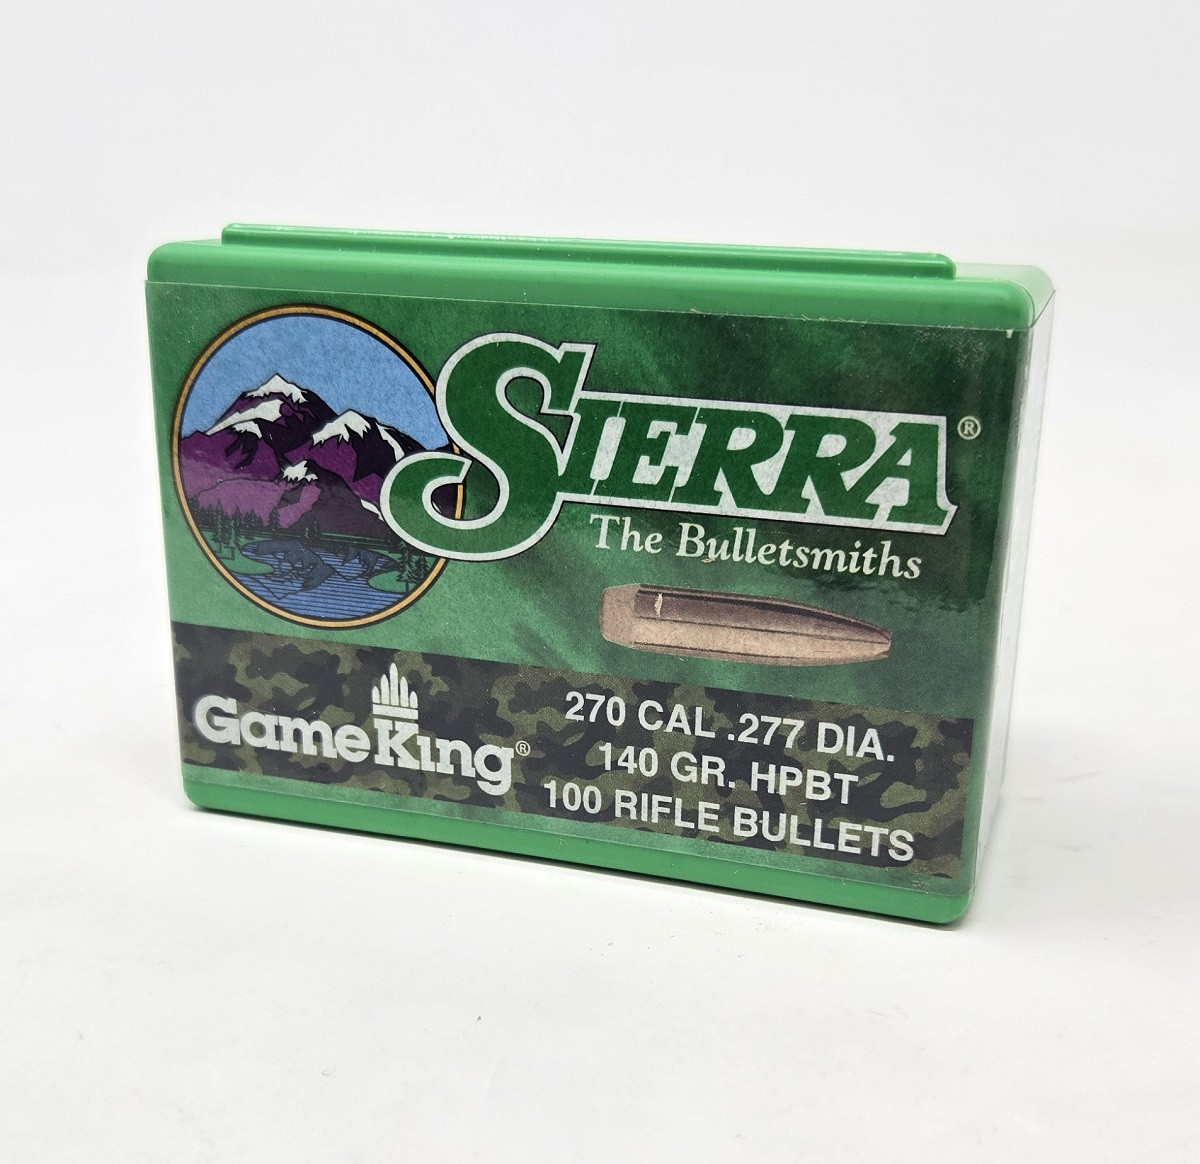 SIERRA®
The Bulletsmiths
GameKing®
270 CAL .277 DIA.
140 GR. HPBT
100 RIFLE BULLETS